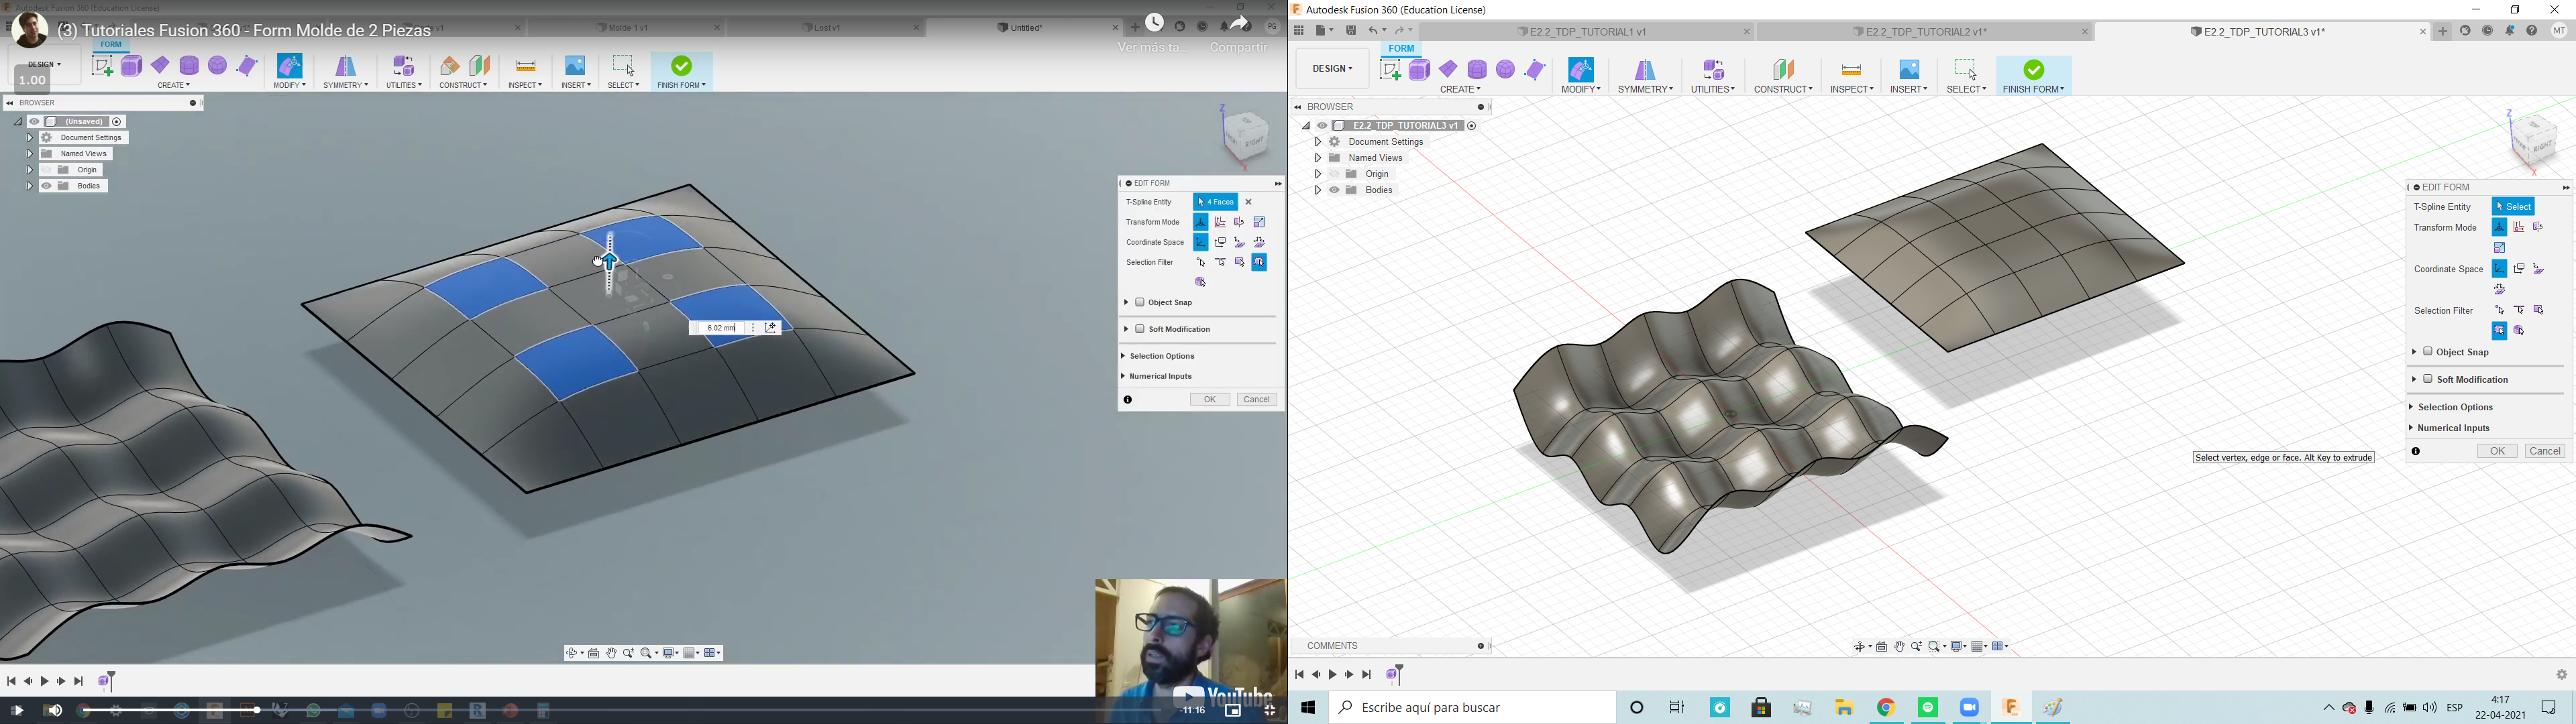 Autodesk Fusion 360 (Education License)
(3) Tutoriales Fusion 360 - Form Molde de 2 Piezas
Molde 1 v1
Lost v1
Untitled*
PG
Ver más ta...
Compartir
FORM
DESIGN
1.00
CREATE
MODIFY
SYMMETRY
UTILITIES
CONSTRUCT
INSPECT
INSERT
SELECT
FINISH FORM
BROWSER
(Unsaved)
Document Settings
Named Views
Origin
Bodies
Z
RIGHT
X
EDIT FORM
T-Spline Entity
4 Faces
Transform Mode
Coordinate Space
Selection Filter
Object Snap
Soft Modification
Selection Options
Numerical Inputs
OK
Cancel
6.02 mm
YouTube
-11:16
Autodesk Fusion 360 (Education License)
E2.2_TDP_TUTORIAL1 v1
E2.2_TDP_TUTORIAL2 v1*
E2.2_TDP_TUTORIAL3 v1*
MT
FORM
DESIGN
CREATE
MODIFY
SYMMETRY
UTILITIES
CONSTRUCT
INSPECT
INSERT
SELECT
FINISH FORM
BROWSER
E2.2_TDP_TUTORIAL3 v1
Document Settings
Named Views
Origin
Bodies
Z
RIGHT
X
EDIT FORM
T-Spline Entity
Select
Transform Mode
Coordinate Space
Selection Filter
Object Snap
Soft Modification
Selection Options
Numerical Inputs
OK
Cancel
Select vertex, edge or face. Alt Key to extrude
COMMENTS
Escribe aquí para buscar
ESP
4:17
22-04-2021